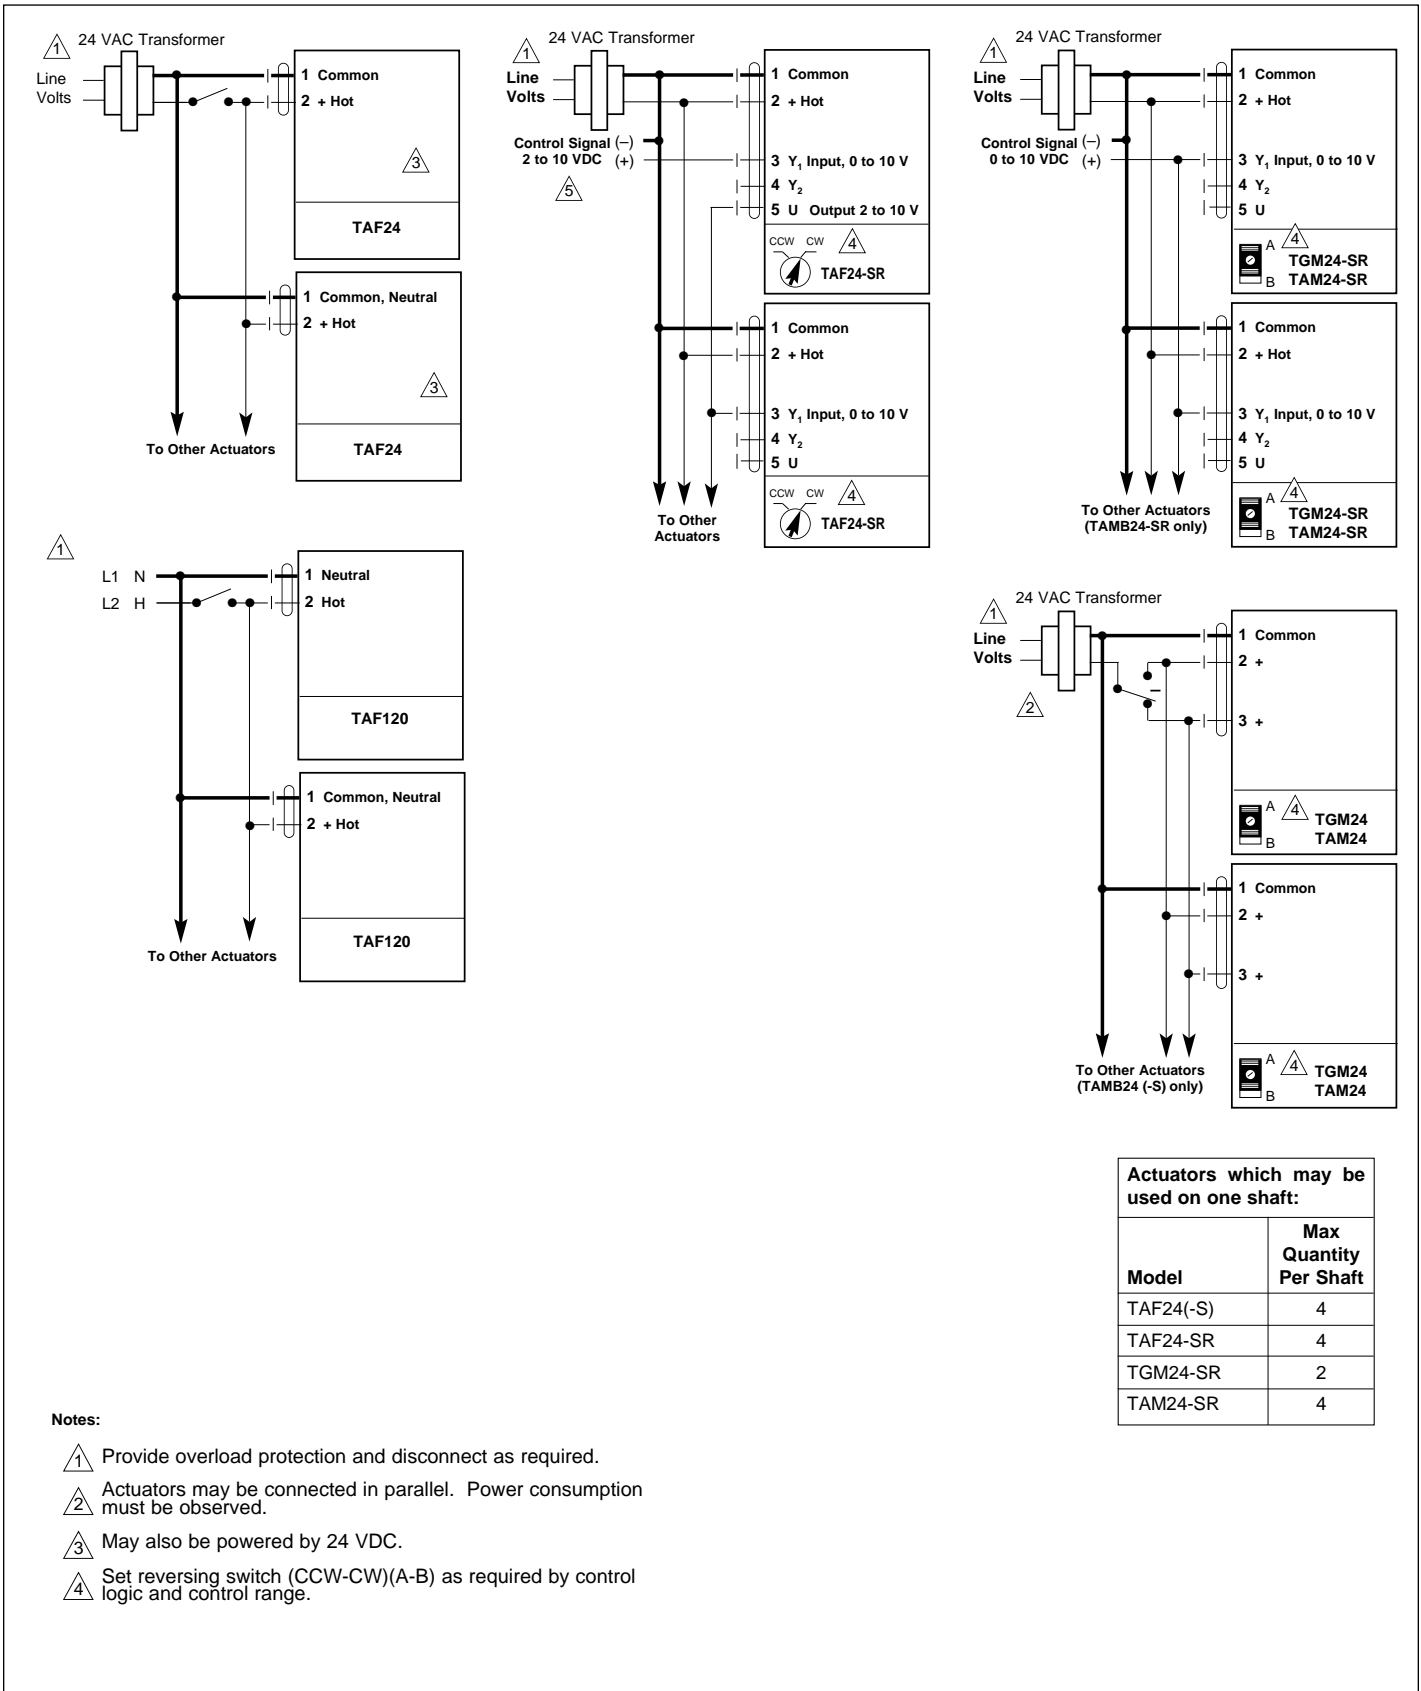 1 24 VAC Transformer
Line
Volts
1 Common
2 + Hot
3
TAF24
1 Common, Neutral
2 + Hot
3
TAF24
To Other Actuators
1 24 VAC Transformer
Line
Volts
Control Signal (–)
2 to 10 VDC (+)
5
1 Common
2 + Hot
3 Y1 Input, 0 to 10 V
4 Y2
5 U Output 2 to 10 V
CCW CW 4
TAF24-SR
1 Common
2 + Hot
3 Y1 Input, 0 to 10 V
4 Y2
5 U
CCW CW 4
TAF24-SR
To Other
Actuators
1 24 VAC Transformer
Line
Volts
Control Signal (–)
0 to 10 VDC (+)
1 Common
2 + Hot
3 Y1 Input, 0 to 10 V
4 Y2
5 U
A 4 TGM24-SR
B TAM24-SR
1 Common
2 + Hot
3 Y1 Input, 0 to 10 V
4 Y2
5 U
A 4 TGM24-SR
B TAM24-SR
To Other Actuators
(TAMB24-SR only)
1
L1 N
L2 H
1 Neutral
2 Hot
TAF120
1 Common, Neutral
2 + Hot
TAF120
To Other Actuators
1 24 VAC Transformer
Line
Volts
2
1 Common
2 +
3 +
A 4 TGM24
B TAM24
1 Common
2 +
3 +
A 4 TGM24
B TAM24
To Other Actuators
(TAMB24 (-S) only)
Actuators which may be
used on one shaft:
Max
Quantity
Model Per Shaft
TAF24(-S) 4
TAF24-SR 4
TGM24-SR 2
TAM24-SR 4
Notes:
1 Provide overload protection and disconnect as required.
2 Actuators may be connected in parallel. Power consumption
must be observed.
3 May also be powered by 24 VDC.
4 Set reversing switch (CCW-CW)(A-B) as required by control
logic and control range.